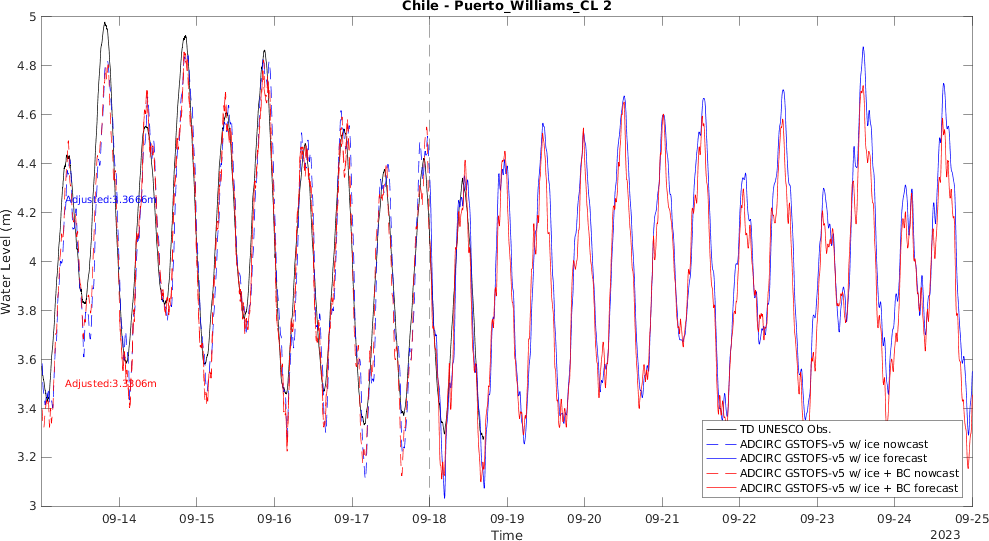 Chile - Puerto_Williams_CL 2
Water Level (m)
5
4.8
4.6
4.4
4.2
4
3.8
3.6
3.4
3.2
3
Adjusted:3.3666m
Adjusted:3.3306m
TD UNESCO Obs.
ADCIRC GSTOFS-v5 w/ ice nowcast
ADCIRC GSTOFS-v5 w/ ice forecast
ADCIRC GSTOFS-v5 w/ ice + BC nowcast
ADCIRC GSTOFS-v5 w/ ice + BC forecast
09-14 09-15 09-16 09-17 09-18 09-19 09-20 09-21 09-22 09-23 09-24 09-25
Time
2023